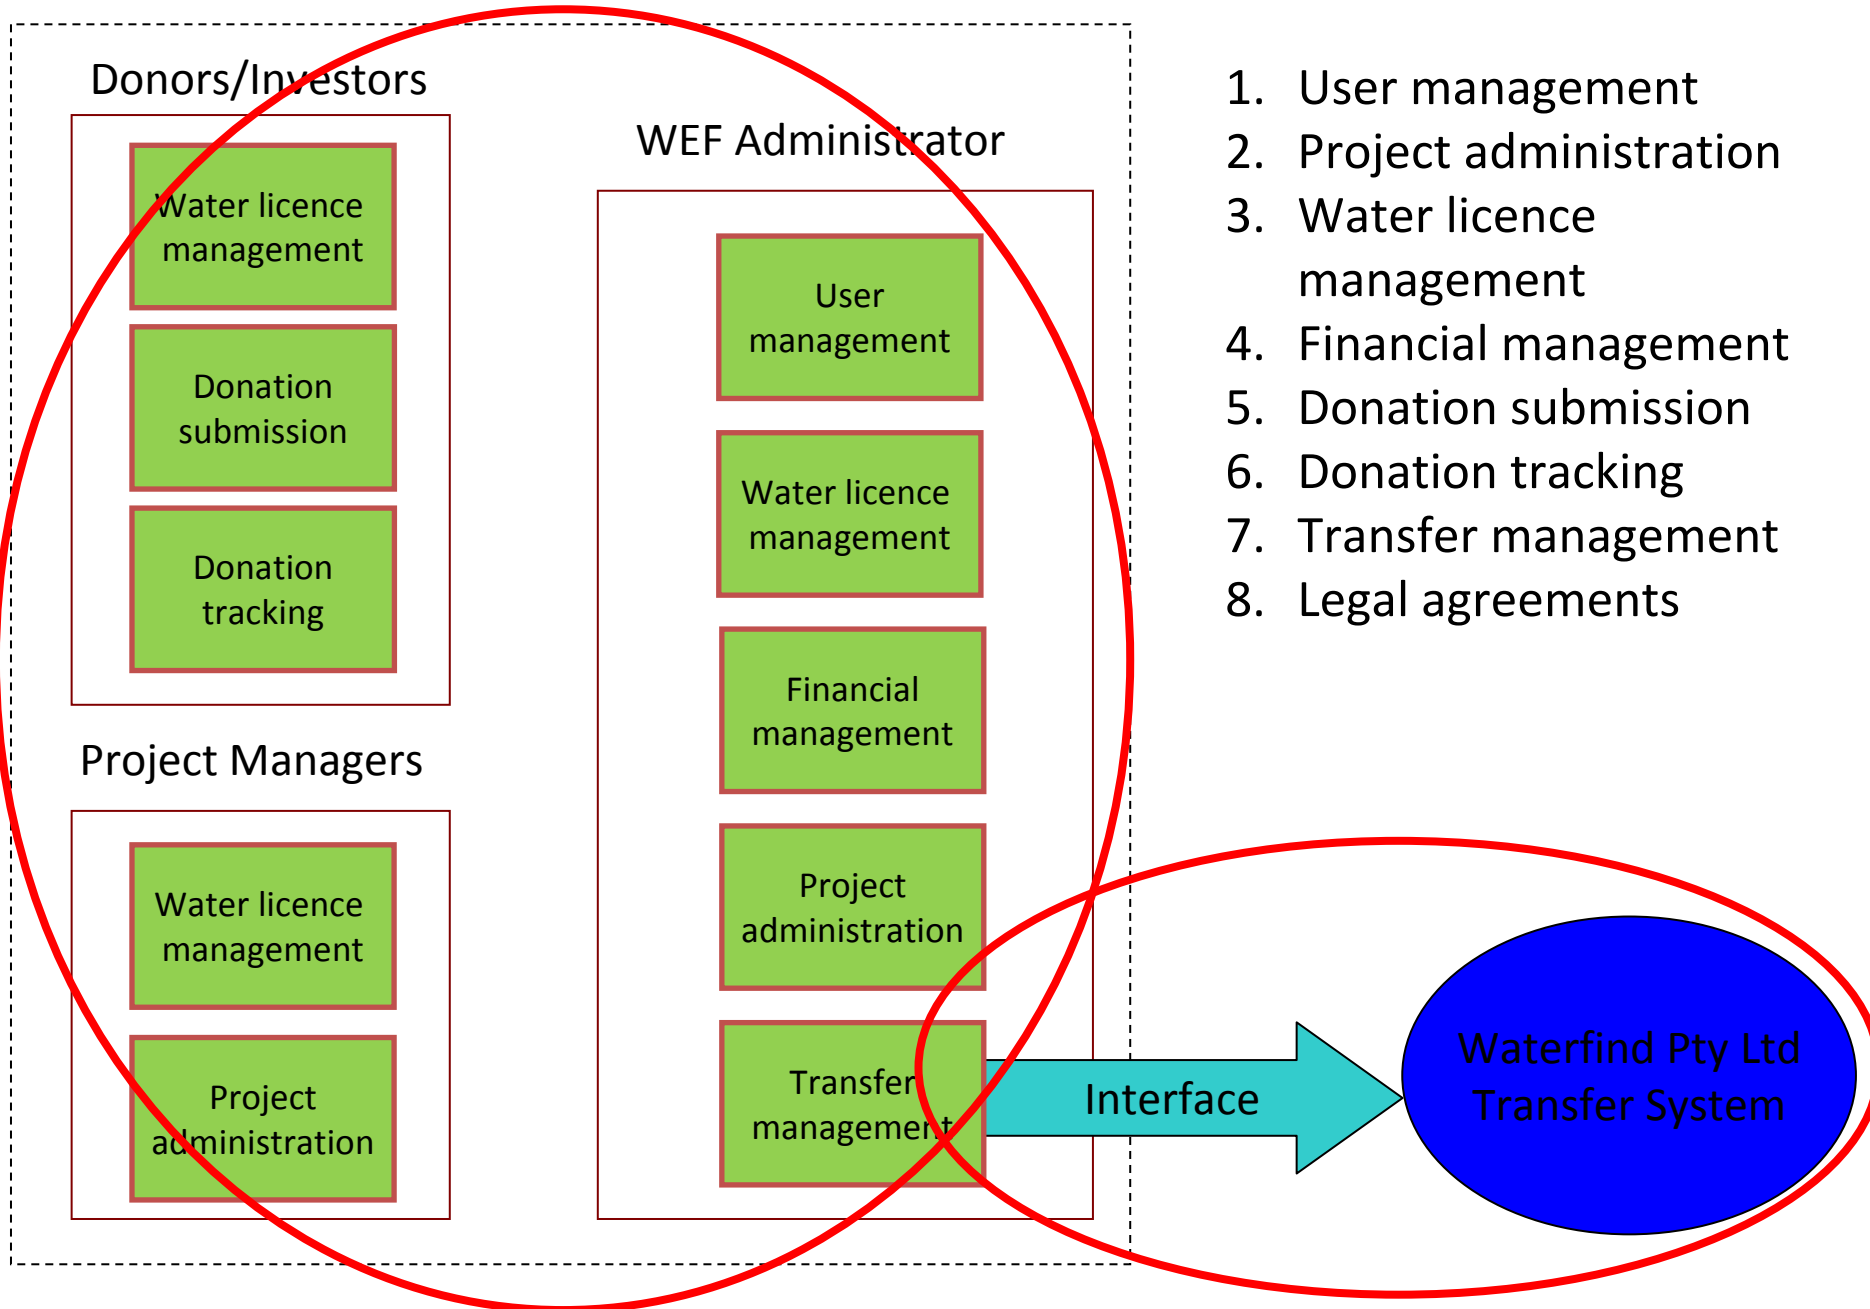 Donors/Investors
Water licence
management
Donation
submission
Donation
tracking
Project Managers
Water licence
management
Project
administration
WEF Administrator
User
management
Water licence
management
Financial
management
Project
administration
Transfer
management
Interface
Waterfind Pty Ltd
Transfer System
1. User management
2. Project administration
3. Water licence
management
4. Financial management
5. Donation submission
6. Donation tracking
7. Transfer management
8. Legal agreements